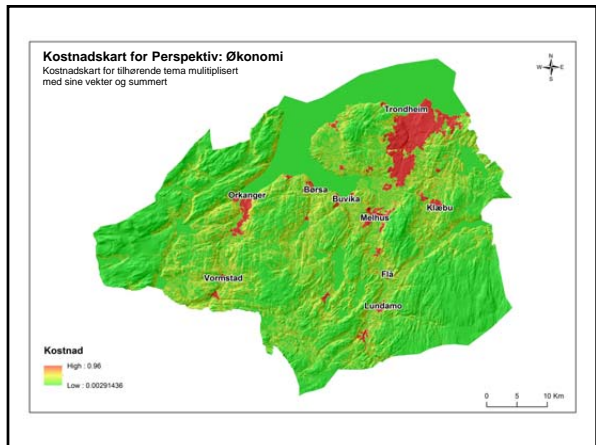 Kostnadskart for Perspektiv: Økonomi
Kostnadskart for tilhørende tema mulitiplisert
med sine vekter og summert
N
W E
S
Trondheim
Orkanger
Børsa
Buvika
Melhus
Klæbu
Vormstad
Flå
Lundamo
Kostnad
High : 0.96
Low : 0.00291436
0 5 10 Km